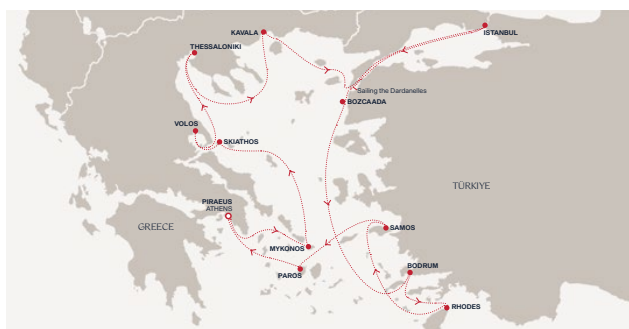 KAVALA
ISTANBUL
THESSALONIKI
Sailing the Dardanelles
BOZCAADA
VOLOS
SKIATHOS
TÜRKIYE
PIRAEUS
ATHENS
GREECE
SAMOS
MYKONOS
PAROS
BODRUM
RHODES